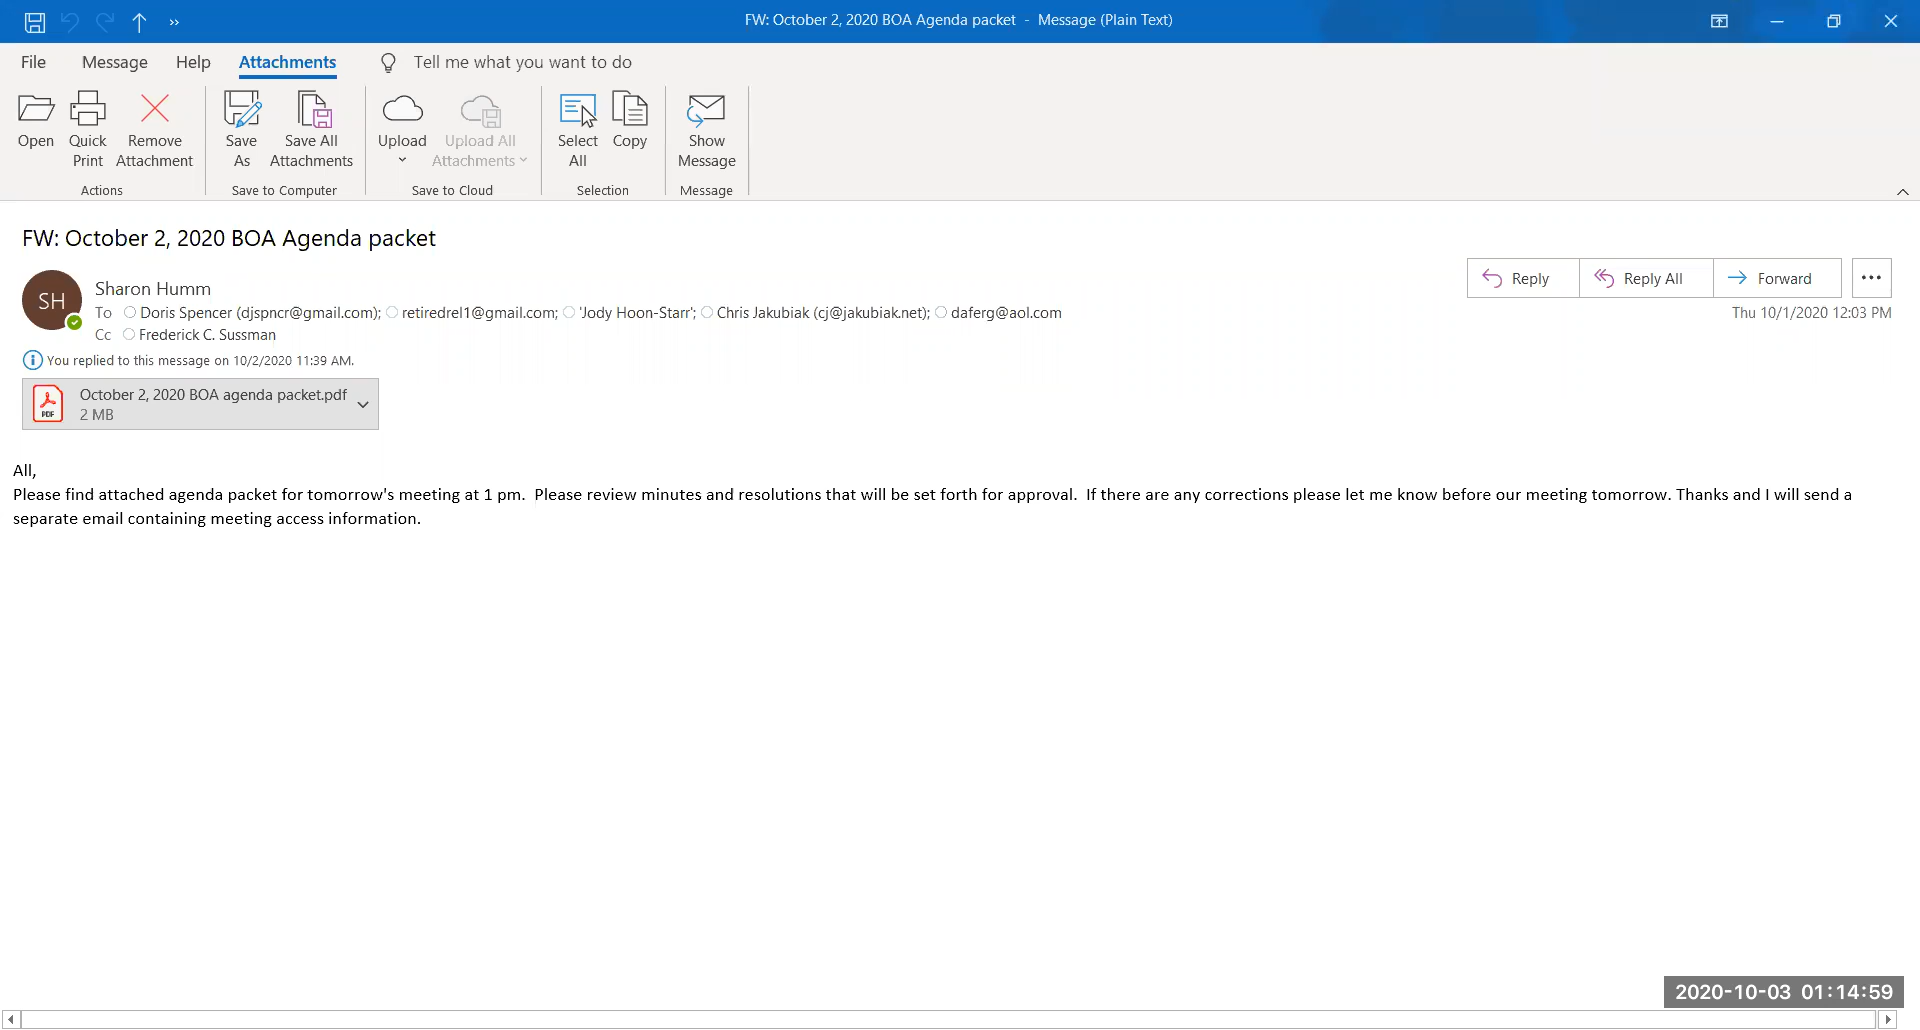 FW: October 2, 2020 BOA Agenda packet - Message (Plain Text)
File Message Help Attachments Tell me what you want to do
Open Quick Print Remove Attachment Save As Save All Attachments Upload Upload All Attachments Select All Copy Show Message
Actions Save to Computer Save to Cloud Selection Message
FW: October 2, 2020 BOA Agenda packet
Reply Reply All Forward
SH
Sharon Humm
To Doris Spencer (djspncr@gmail.com); retiredrel1@gmail.com; 'Jody Hoon-Starr'; Chris Jakubiak (cj@jakubiak.net); daferg@aol.com
Thu 10/1/2020 12:03 PM
Cc Frederick C. Sussman
You replied to this message on 10/2/2020 11:39 AM.
PDF
October 2, 2020 BOA agenda packet.pdf
2 MB
All,
Please find attached agenda packet for tomorrow's meeting at 1 pm.  Please review minutes and resolutions that will be set forth for approval.  If there are any corrections please let me know before our meeting tomorrow. Thanks and I will send a
separate email containing meeting access information.
2020-10-03 01:14:59